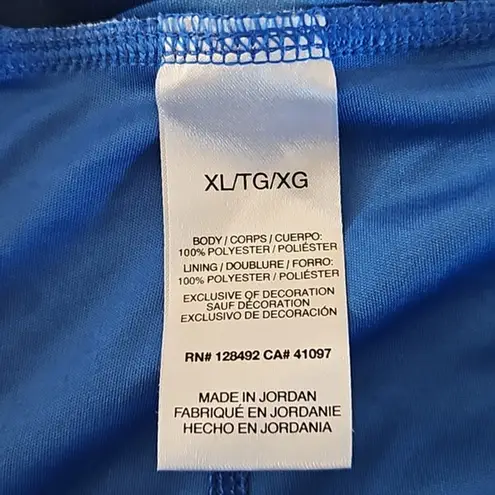 XL/TG/XG
BODY / CORPS / CUERPO:
100% POLYESTER / POLIÉSTER
LINING / DOUBLURE / FORRO:
100% POLYESTER / POLIÉSTER
EXCLUSIVE OF DECORATION
SAUF DÉCORATION
EXCLUSIVO DE DECORACIÓN
RN# 128492 CA# 41097
MADE IN JORDAN
FABRIQUÉ EN JORDANIE
HECHO EN JORDANIA